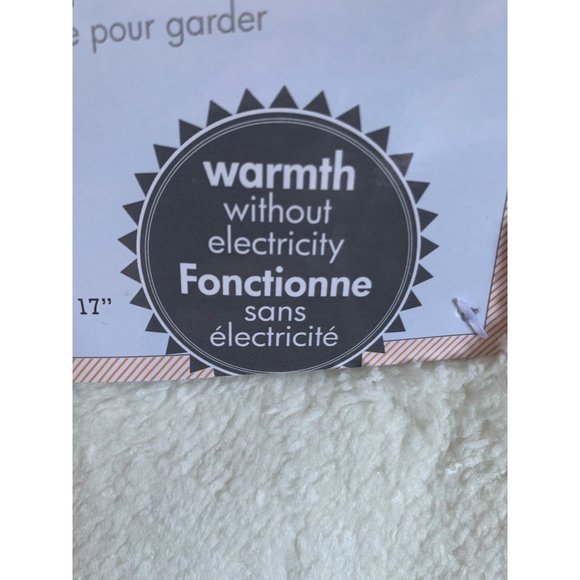 pour garder
warmth
without
electricity
Fonctionne
sans
électricité
17”